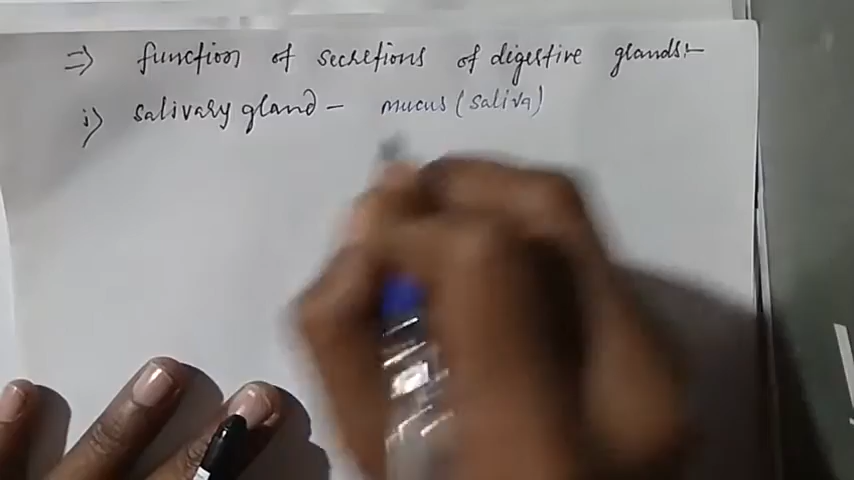 ⇒ function of secretions of digestive glands:-
i) salivary gland - mucus (saliva)